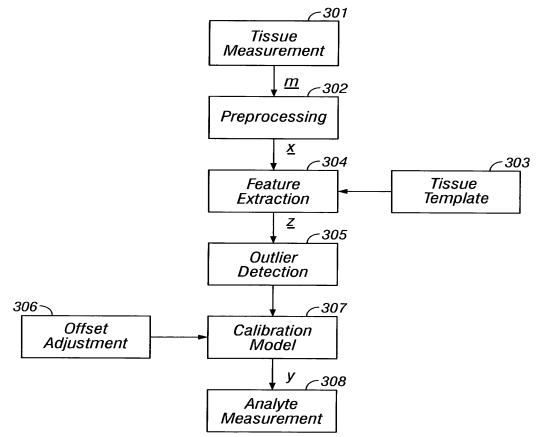 301
Tissue
Measurement
m
302
Preprocessing
x
304
303
Feature
Extraction
Tissue
Template
z
305
Outlier
Detection
306
307
Offset
Adjustment
Calibration
Model
y
308
Analyte
Measurement